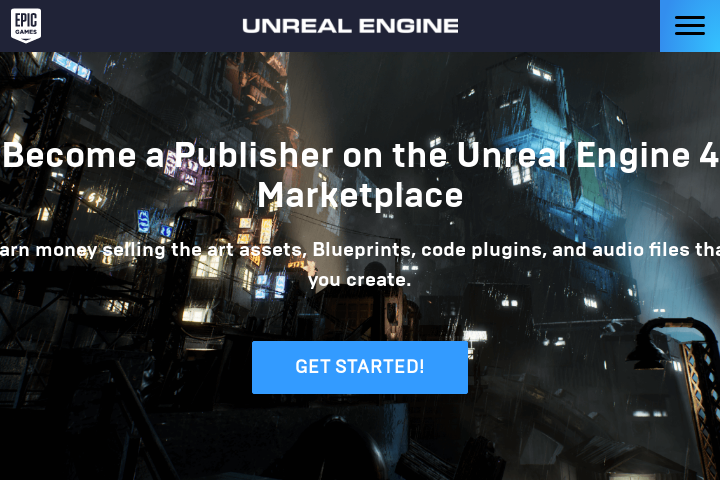 EPIC
GAMES
UNREAL ENGINE
Become a Publisher on the Unreal Engine 4
Marketplace
arn money selling the art assets, Blueprints, code plugins, and audio files tha
you create.
GET STARTED!